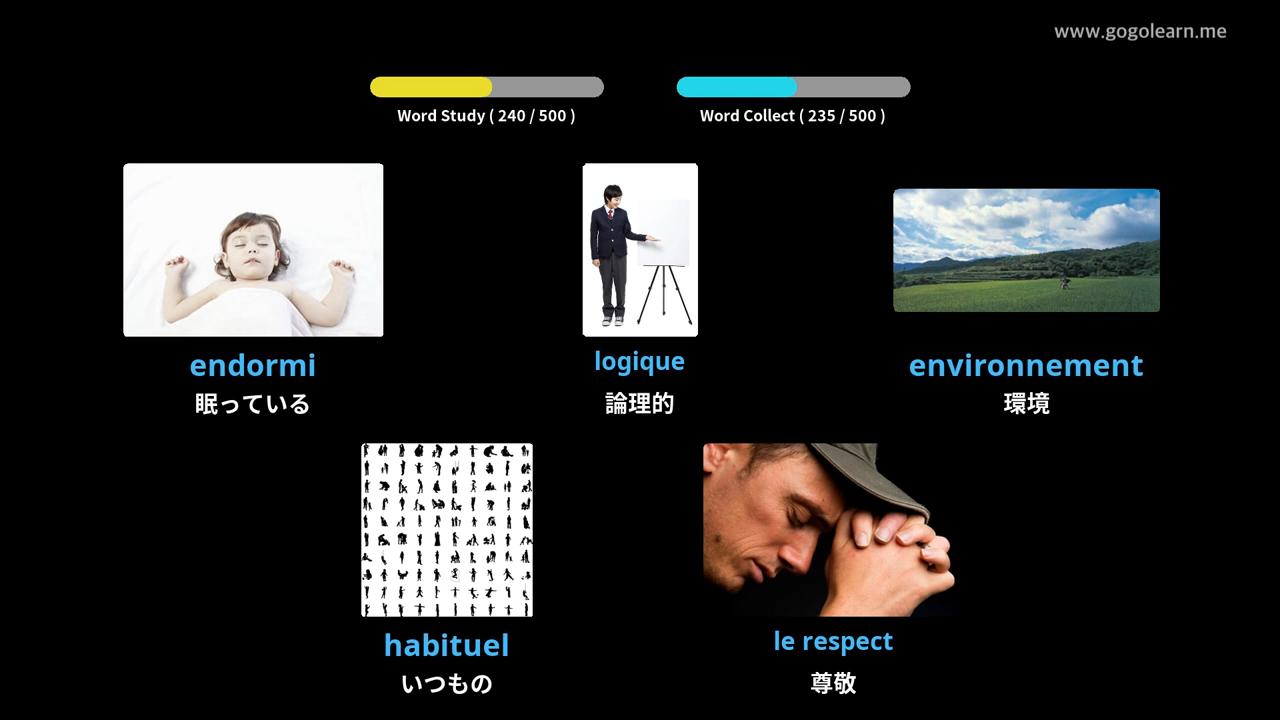 www.gogolearn.me
Word Study ( 240 / 500 )
Word Collect ( 235 / 500 )
endormi
眠っている
logique
論理的
environnement
環境
habituel
いつもの
le respect
尊敬